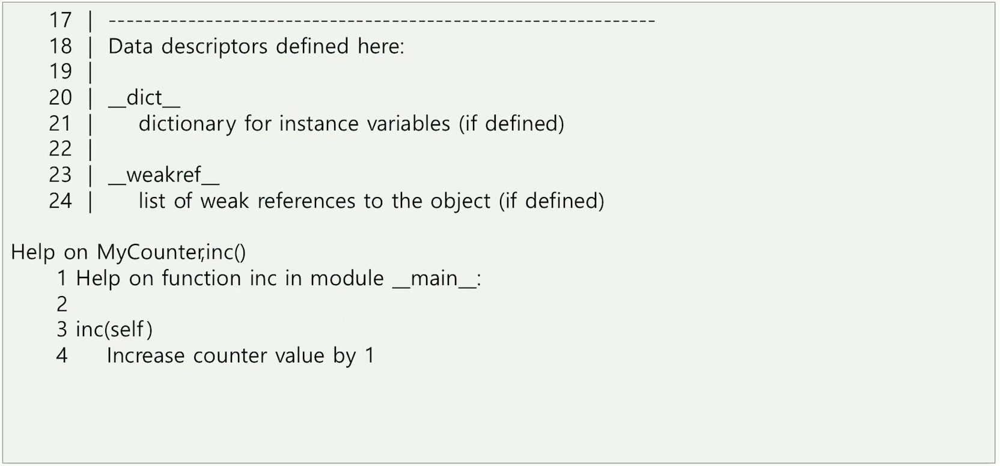 17 | --------------------------------------------------------------
18 | Data descriptors defined here:
19 |
20 | __dict__
21 | dictionary for instance variables (if defined)
22 |
23 | __weakref__
24 | list of weak references to the object (if defined)
Help on MyCounter,inc()
1 Help on function inc in module __main__:
2
3 inc(self)
4 Increase counter value by 1